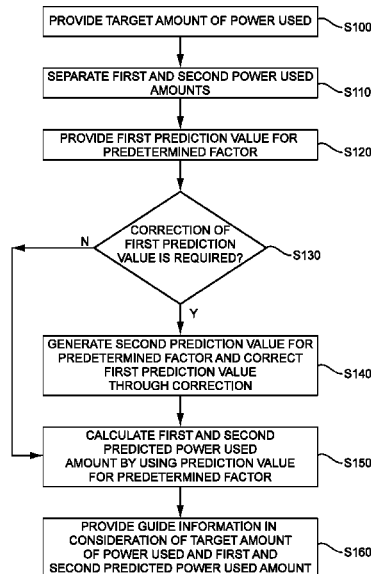 PROVIDE TARGET AMOUNT OF POWER USED
S100
SEPARATE FIRST AND SECOND POWER USED
AMOUNTS
S110
PROVIDE FIRST PREDICTION VALUE FOR
PREDETERMINED FACTOR
S120
CORRECTION OF
FIRST PREDICTION
VALUE IS REQUIRED?
S130
N
Y
GENERATE SECOND PREDICTION VALUE FOR
PREDETERMINED FACTOR AND CORRECT
FIRST PREDICTION VALUE
THROUGH CORRECTION
S140
CALCULATE FIRST AND SECOND
PREDICTED POWER USED
AMOUNT BY USING PREDICTION VALUE
FOR PREDETERMINED FACTOR
S150
PROVIDE GUIDE INFORMATION IN
CONSIDERATION OF TARGET AMOUNT
OF POWER USED AND FIRST AND
SECOND PREDICTED POWER USED AMOUNT
S160